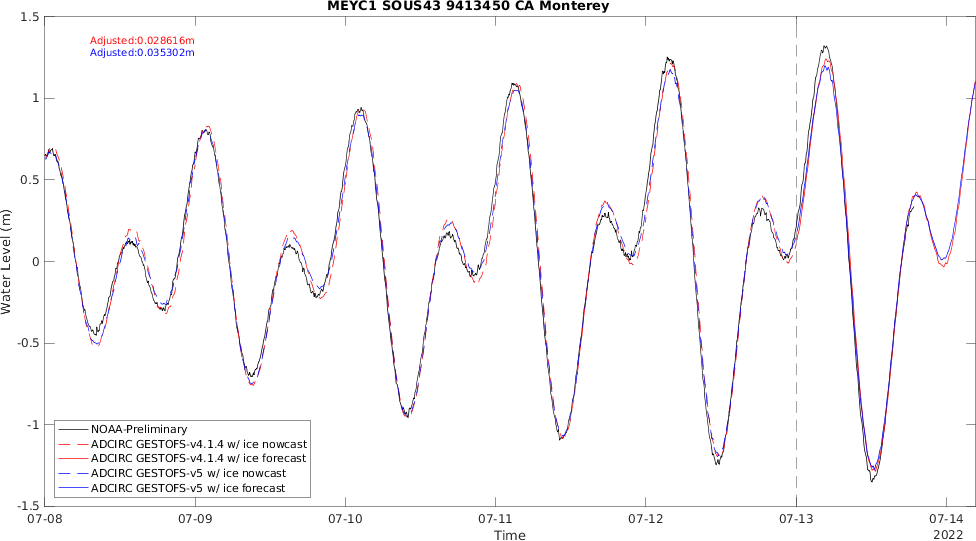 MEYC1 SOUS43 9413450 CA Monterey
Adjusted:0.028616m
Adjusted:0.035302m
1.5
1
0.5
0
-0.5
-1
-1.5
Water Level (m)
NOAA-Preliminary
ADCIRC GESTOFS-v4.1.4 w/ ice nowcast
ADCIRC GESTOFS-v4.1.4 w/ ice forecast
ADCIRC GESTOFS-v5 w/ ice nowcast
ADCIRC GESTOFS-v5 w/ ice forecast
07-08 07-09 07-10 07-11 07-12 07-13 07-14
Time
2022